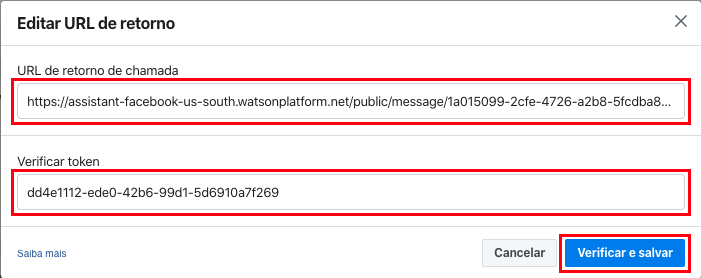 Editar URL de retorno
URL de retorno de chamada
https://assistant-facebook-us-south.watsonplatform.net/public/message/1a015099-2cfe-4726-a2b8-5fcdba8...
Verificar token
dd4e1112-ede0-42b6-99d1-5d6910a7f269
Saiba mais
Cancelar
Verificar e salvar